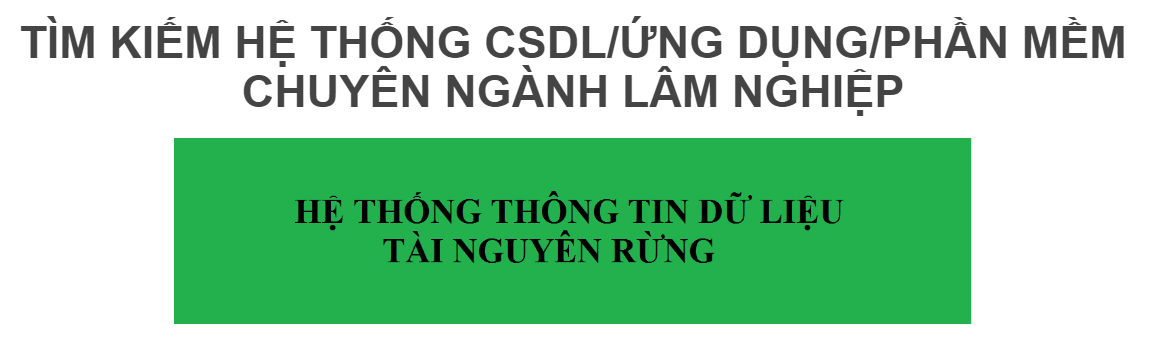 TÌM KIẾM HỆ THỐNG CSDL/ỨNG DỤNG/PHẦN MỀM
CHUYÊN NGÀNH LÂM NGHIỆP
HỆ THỐNG THÔNG TIN DỮ LIỆU
TÀI NGUYÊN RỪNG